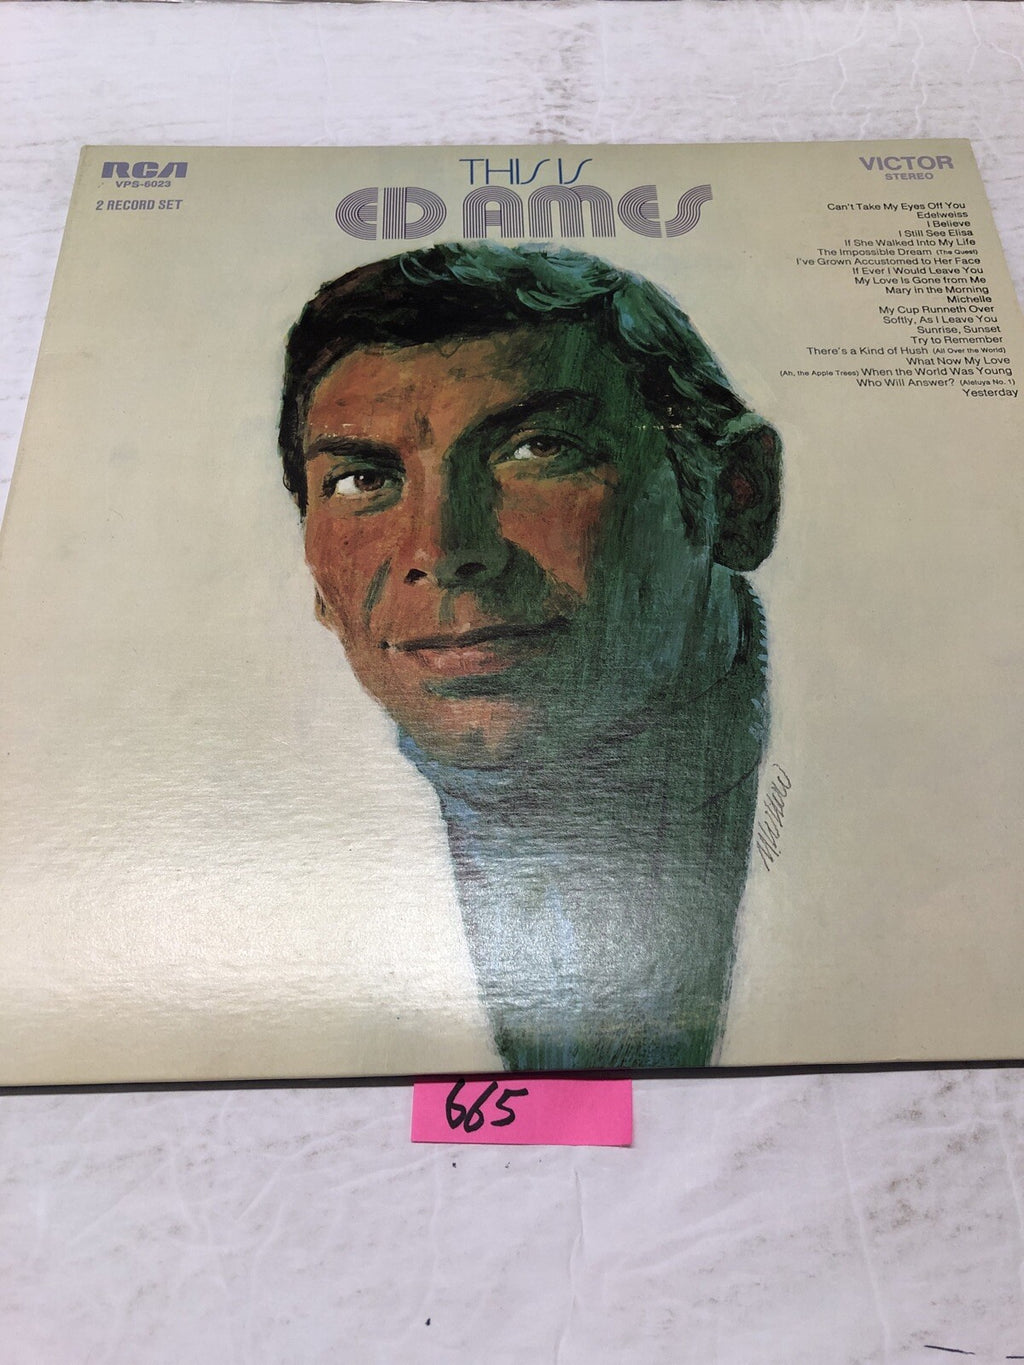 RCA
VPS-6023
2 RECORD SET
THIS IS
ED AMES
VICTOR
STEREO
Can't Take My Eyes Off You
Edelweiss
I Believe
I Still See Elisa
If She Walked Into My Life
The Impossible Dream (The Quest)
I've Grown Accustomed to Her Face
If Ever I Would Leave You
My Love Is Gone from Me
Mary in the Morning
Michelle
My Cup Runneth Over
Softly, As I Leave You
Sunrise, Sunset
Try to Remember
There's a Kind of Hush (All Over the World)
What Now My Love
(Ah, the Apple Trees) When the World Was Young
Who Will Answer? (Aleluya No. 1)
Yesterday
665